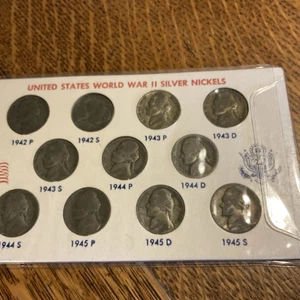 UNITED STATES WORLD WAR II SILVER NICKELS
1942 P 1942 S 1943 P 1943 D
1943 S 1944 P 1944 D
1944 S 1945 P 1945 D 1945 S